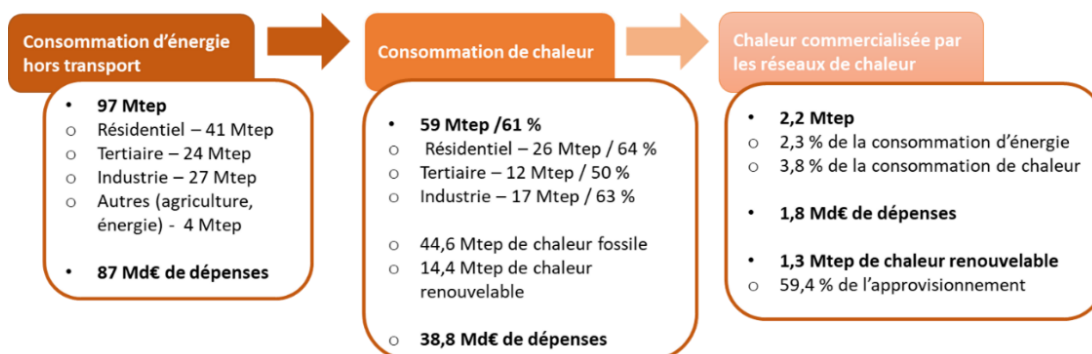 Consommation d’énergie
hors transport
• 97 Mtep
o Résidentiel – 41 Mtep
o Tertiaire – 24 Mtep
o Industrie – 27 Mtep
o Autres (agriculture,
énergie) - 4 Mtep
• 87 Md€ de dépenses
Consommation de chaleur
• 59 Mtep /61 %
o Résidentiel – 26 Mtep / 64 %
o Tertiaire – 12 Mtep / 50 %
o Industrie – 17 Mtep / 63 %
o 44,6 Mtep de chaleur fossile
o 14,4 Mtep de chaleur
renouvelable
• 38,8 Md€ de dépenses
Chaleur commercialisée par
les réseaux de chaleur
• 2,2 Mtep
o 2,3 % de la consommation d’énergie
o 3,8 % de la consommation de chaleur
• 1,8 Md€ de dépenses
• 1,3 Mtep de chaleur renouvelable
o 59,4 % de l’approvisionnement